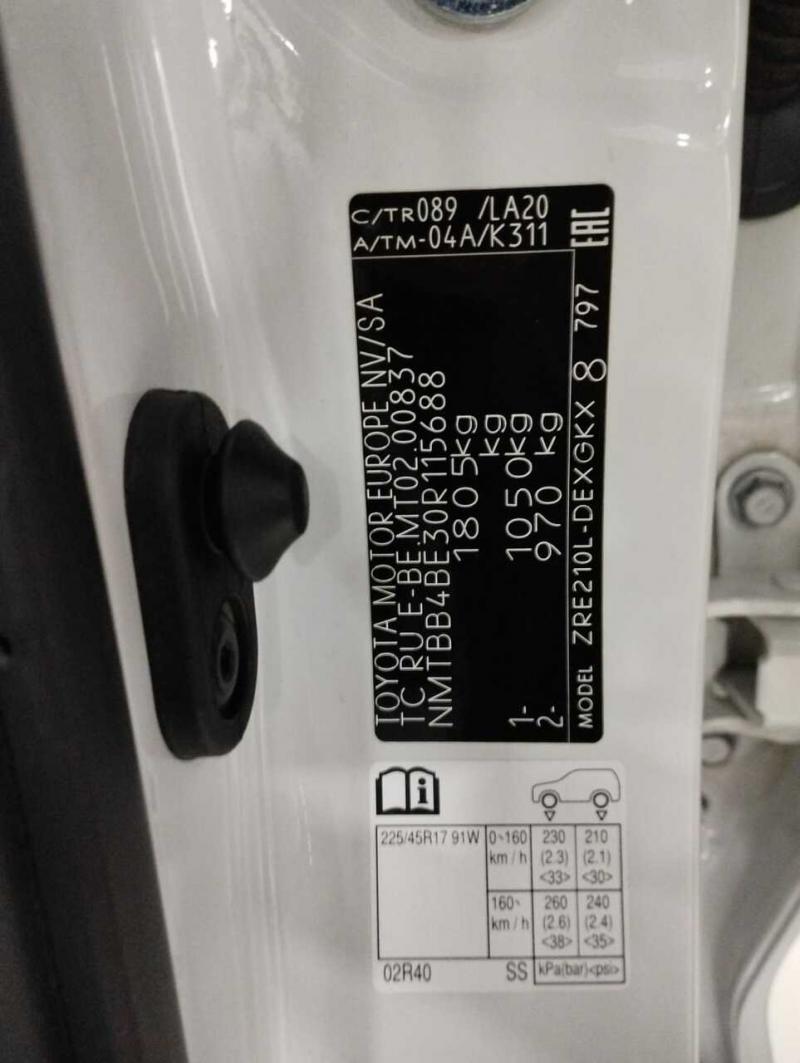 C/TR089 /LA20
A/TM-04A/K311
EAC
TOYOTA MOTOR EUROPE NV/SA
TC RU E-BE.MT02.00837
NMTBB4BE30R115688
1805kg
kg
1- 1050kg
2- 970 kg
MODEL ZRE210L-DEXGKX 8 797
i
225/45R17 91W 0~160 km/h 230 (2.3) <33> 210 (2.1) <30>
160~ km/h 260 (2.6) <38> 240 (2.4) <35>
02R40 SS kPa(bar)<psi>